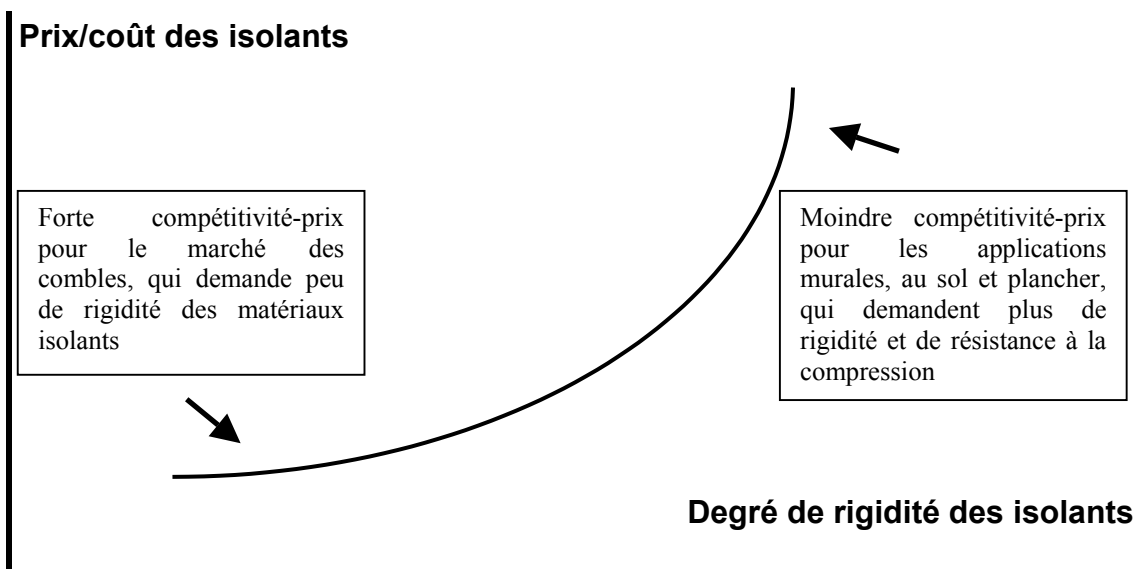 Prix/coût des isolants
Forte compétitivité-prix
pour le marché des
combles, qui demande peu
de rigidité des matériaux
isolants
Moindre compétitivité-prix
pour les applications
murales, au sol et plancher,
qui demandent plus de
rigidité et de résistance à la
compression
Degré de rigidité des isolants